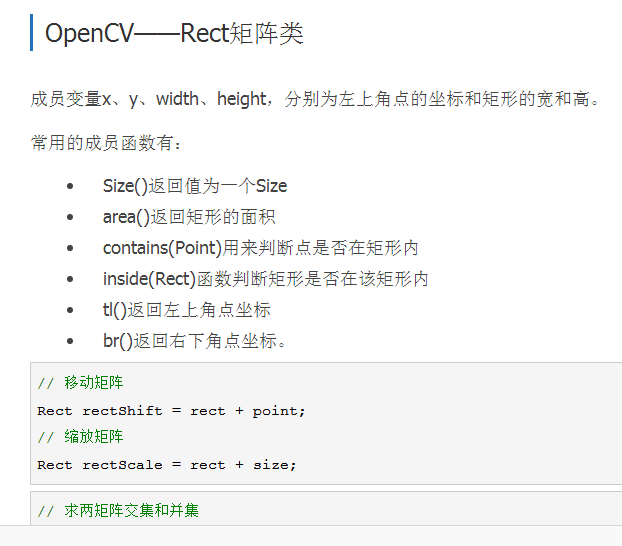 OpenCV——Rect矩阵类
成员变量x、y、width、height，分别为左上角点的坐标和矩形的宽和高。
常用的成员函数有：
• Size()返回值为一个Size
• area()返回矩形的面积
• contains(Point)用来判断点是否在矩形内
• inside(Rect)函数判断矩形是否在该矩形内
• tl()返回左上角点坐标
• br()返回右下角点坐标。
// 移动矩阵
Rect rectShift = rect + point;
// 缩放矩阵
Rect rectScale = rect + size;
// 求两矩阵交集和并集